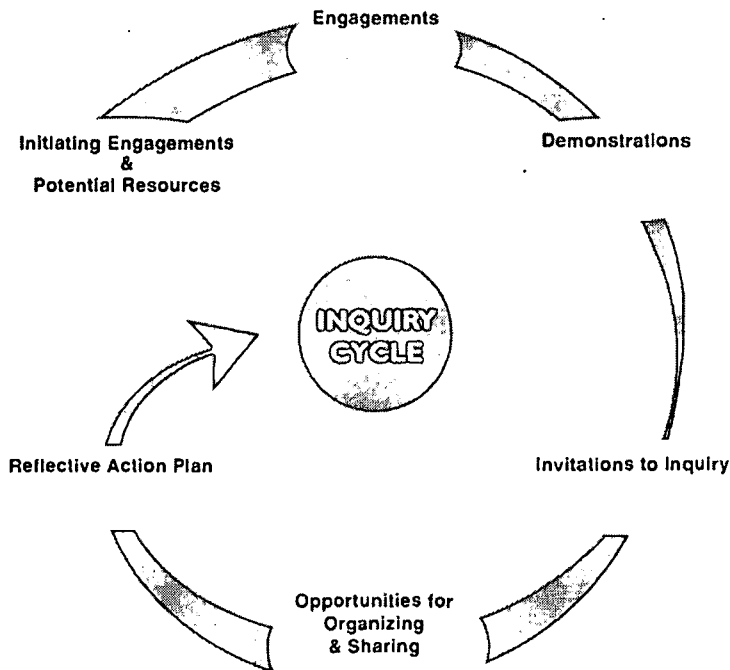 Engagements
Initiating Engagements
&
Potential Resources
Demonstrations
INQUIRY
CYCLE
Reflective Action Plan
Invitations to Inquiry
Opportunities for
Organizing
& Sharing